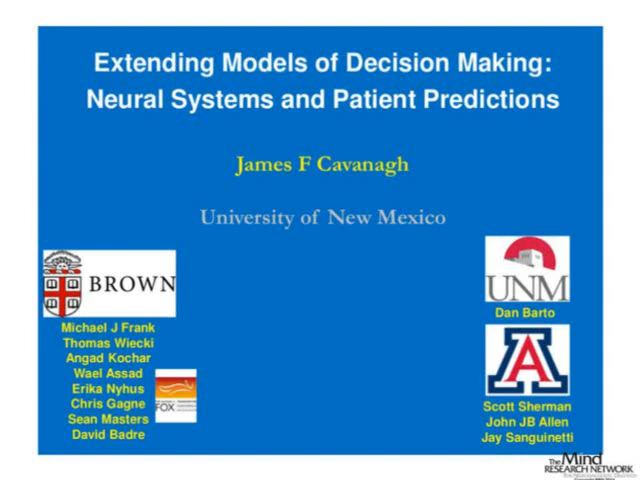 Extending Models of Decision Making:
Neural Systems and Patient Predictions
James F Cavanagh
University of New Mexico
BROWN
Michael J Frank
Thomas Wiecki
Angad Kochar
Wael Assad
Erika Nyhus
Chris Gagne
Sean Masters
David Badre
FOX
UNM
Dan Barto
A
Scott Sherman
John JB Allen
Jay Sanguinetti
The Mind
RESEARCH NETWORK